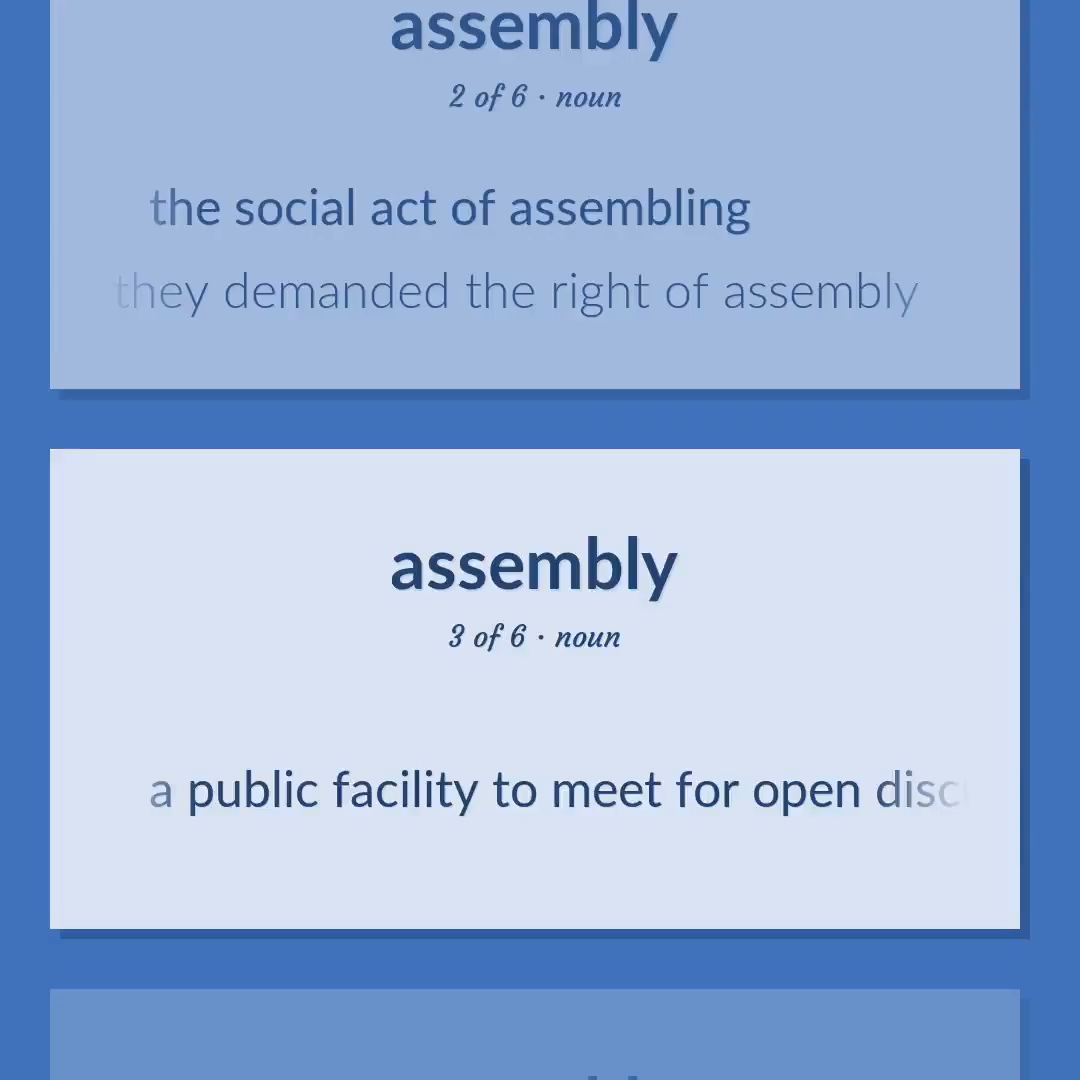 assembly
2 of 6 · noun
the social act of assembling
they demanded the right of assembly
assembly
3 of 6 · noun
a public facility to meet for open